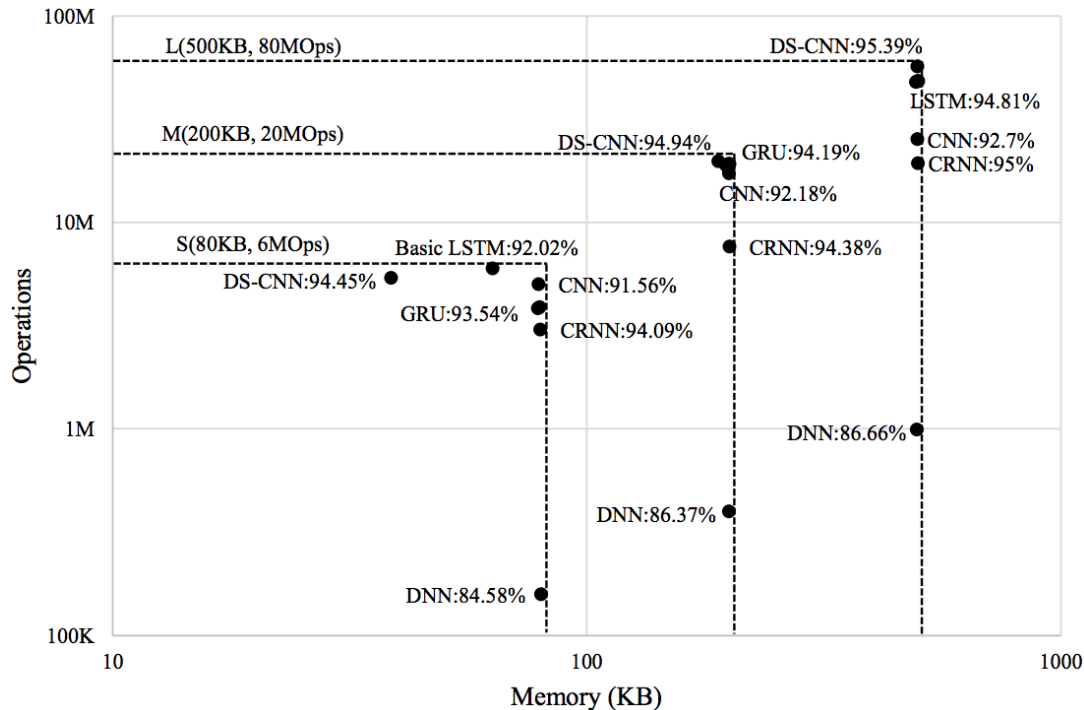 100M
L(500KB, 80MOps)
DS-CNN:95.39%
LSTM:94.81%
M(200KB, 20MOps)
DS-CNN:94.94%
GRU:94.19%
CNN:92.7%
CRNN:95%
CNN:92.18%
10M
S(80KB, 6MOps)
Basic LSTM:92.02%
CRNN:94.38%
DS-CNN:94.45%
CNN:91.56%
GRU:93.54%
CRNN:94.09%
Operations
1M
DNN:86.66%
DNN:86.37%
DNN:84.58%
100K
10
100
1000
Memory (KB)